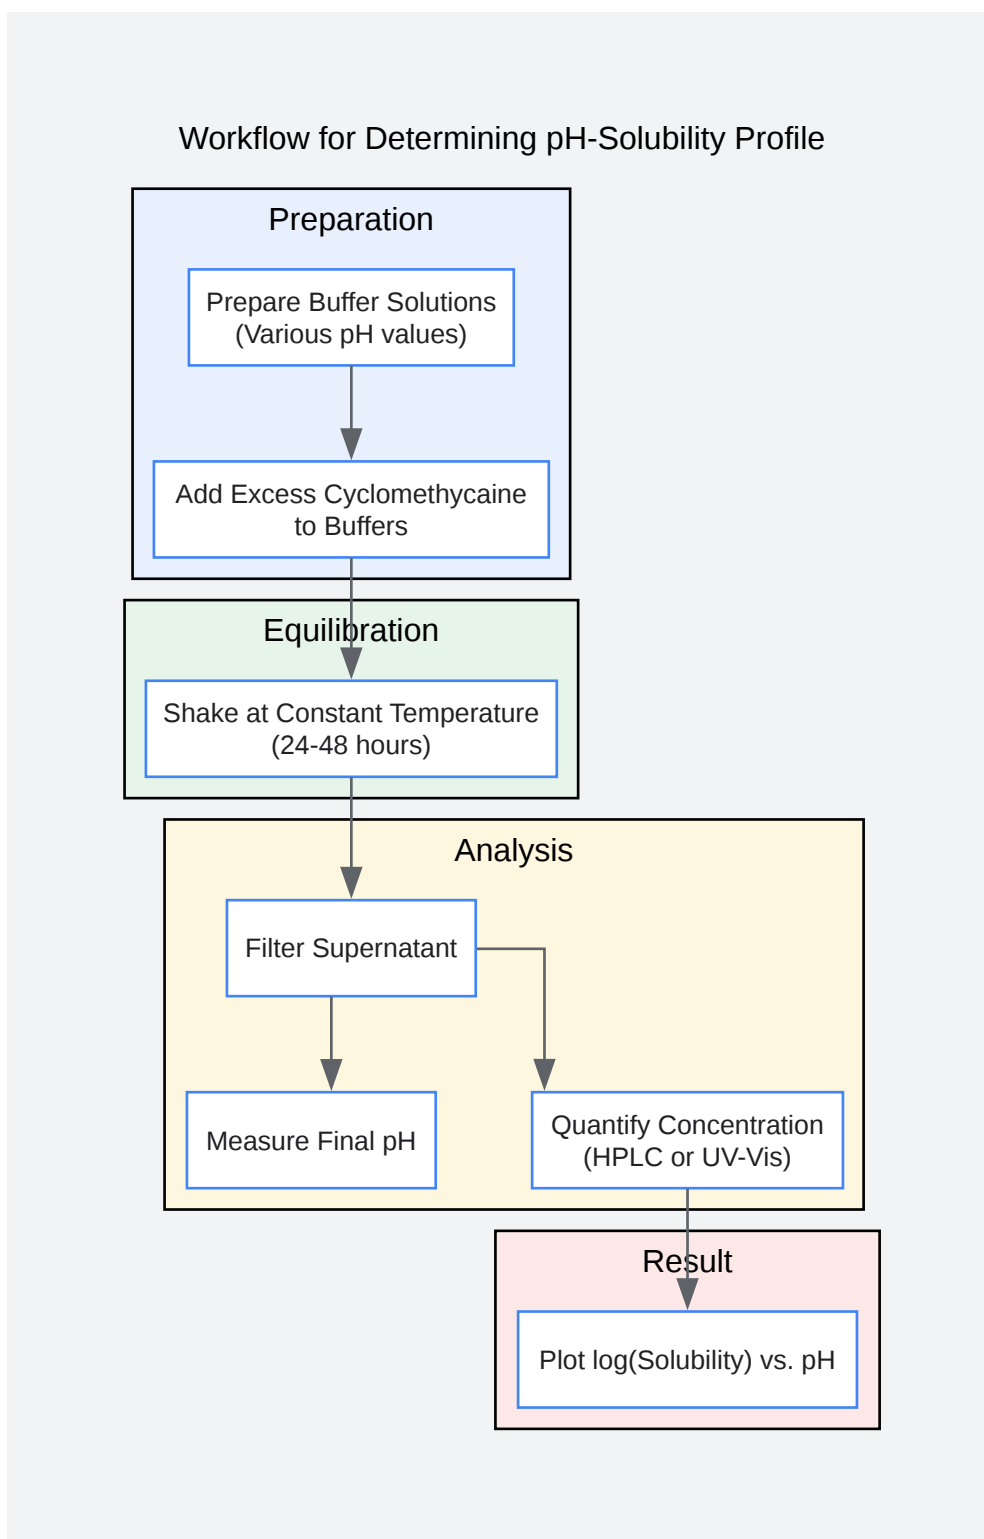 Workflow for Determining pH-Solubility Profile
Preparation
Prepare Buffer Solutions
(Various pH values)
Add Excess Cyclomethycaine
to Buffers
Equilibration
Shake at Constant Temperature
(24-48 hours)
Analysis
Filter Supernatant
Measure Final pH
Quantify Concentration
(HPLC or UV-Vis)
Result
Plot log(Solubility) vs. pH